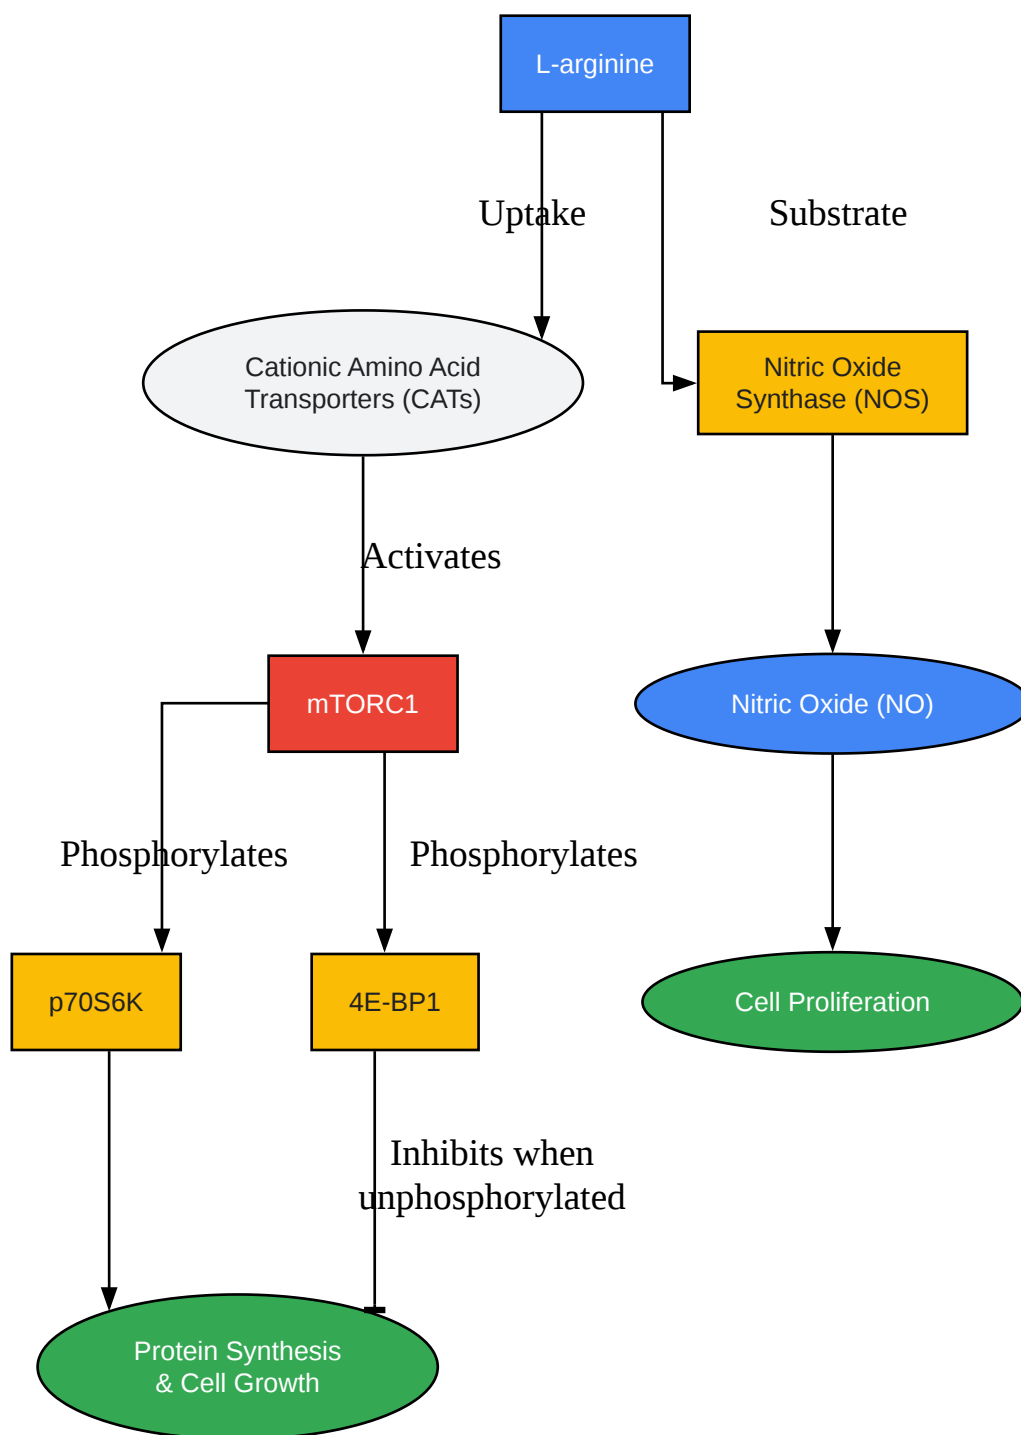 L-arginine
Uptake
Substrate
Cationic Amino Acid
Transporters (CATs)
Nitric Oxide
Synthase (NOS)
Activates
mTORC1
Nitric Oxide (NO)
Phosphorylates
Phosphorylates
p70S6K
4E-BP1
Cell Proliferation
Inhibits when
unphosphorylated
Protein Synthesis
& Cell Growth